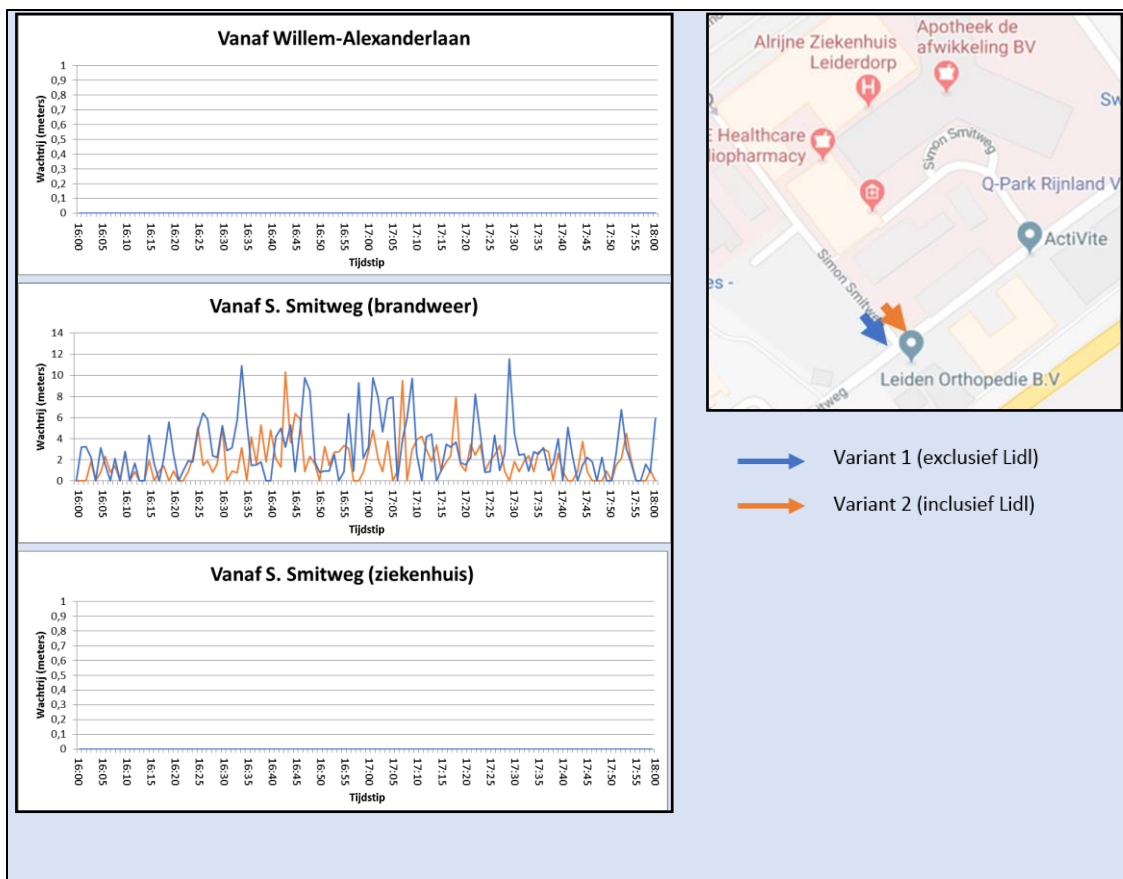 Vanaf Willem-Alexanderlaan
Wachtrij (meters)
1
0,9
0,8
0,7
0,6
0,5
0,4
0,3
0,2
0,1
0
16:00 16:05 16:10 16:15 16:20 16:25 16:30 16:35 16:40 16:45 16:50 16:55 17:00 17:05 17:10 17:15 17:20 17:25 17:30 17:35 17:40 17:45 17:50 17:55 18:00
Tijdstip
Vanaf S. Smitweg (brandweer)
Wachtrij (meters)
14
12
10
8
6
4
2
0
16:00 16:05 16:10 16:15 16:20 16:25 16:30 16:35 16:40 16:45 16:50 16:55 17:00 17:05 17:10 17:15 17:20 17:25 17:30 17:35 17:40 17:45 17:50 17:55 18:00
Tijdstip
Vanaf S. Smitweg (ziekenhuis)
Wachtrij (meters)
1
0,9
0,8
0,7
0,6
0,5
0,4
0,3
0,2
0,1
0
16:00 16:05 16:10 16:15 16:20 16:25 16:30 16:35 16:40 16:45 16:50 16:55 17:00 17:05 17:10 17:15 17:20 17:25 17:30 17:35 17:40 17:45 17:50 17:55 18:00
Tijdstip
Apotheek de
afwikkeling BV
Alrijne Ziekenhuis
Leiderdorp
H
Sw
E Healthcare
diopharmacy
Simon Smitweg
Q-Park Rijnland V
ActiVite
Simon Smitweg
es -
Leiden Orthopedie B.V
Smitweg
Variant 1 (exclusief Lidl)
Variant 2 (inclusief Lidl)